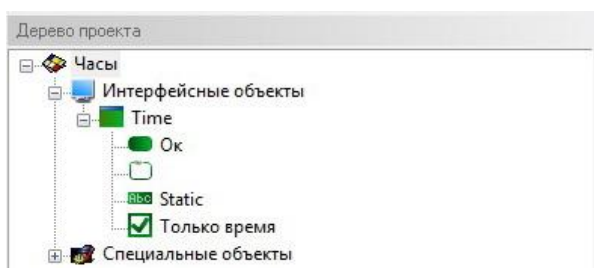 Дерево проекта
Часы
Интерфейсные объекты
Time
Ок
Abc Static
Только время
Специальные объекты